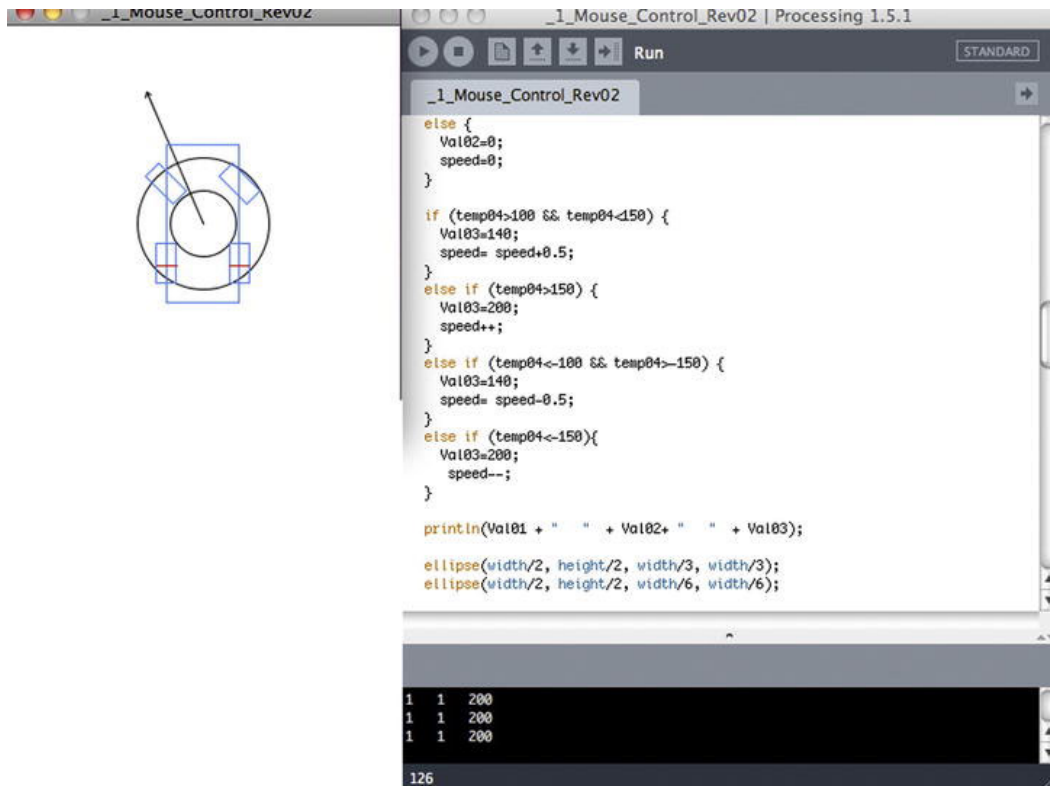 _1_Mouse_Control_Rev02
_1_Mouse_Control_Rev02 | Processing 1.5.1
Run
STANDARD
_1_Mouse_Control_Rev02
else {
Val02=0;
speed=0;
}
if (temp04>100 && temp04<150) {
Val03=140;
speed= speed+0.5;
}
else if (temp04>150) {
Val03=200;
speed++;
}
else if (temp04<-100 && temp04>-150) {
Val03=140;
speed= speed-0.5;
}
else if (temp04<-150){
Val03=200;
speed--;
}
println(Val01 + "   "  + Val02+ "   "  + Val03);
ellipse(width/2, height/2, width/3, width/3);
ellipse(width/2, height/2, width/6, width/6);
1   1   200
1   1   200
1   1   200
126